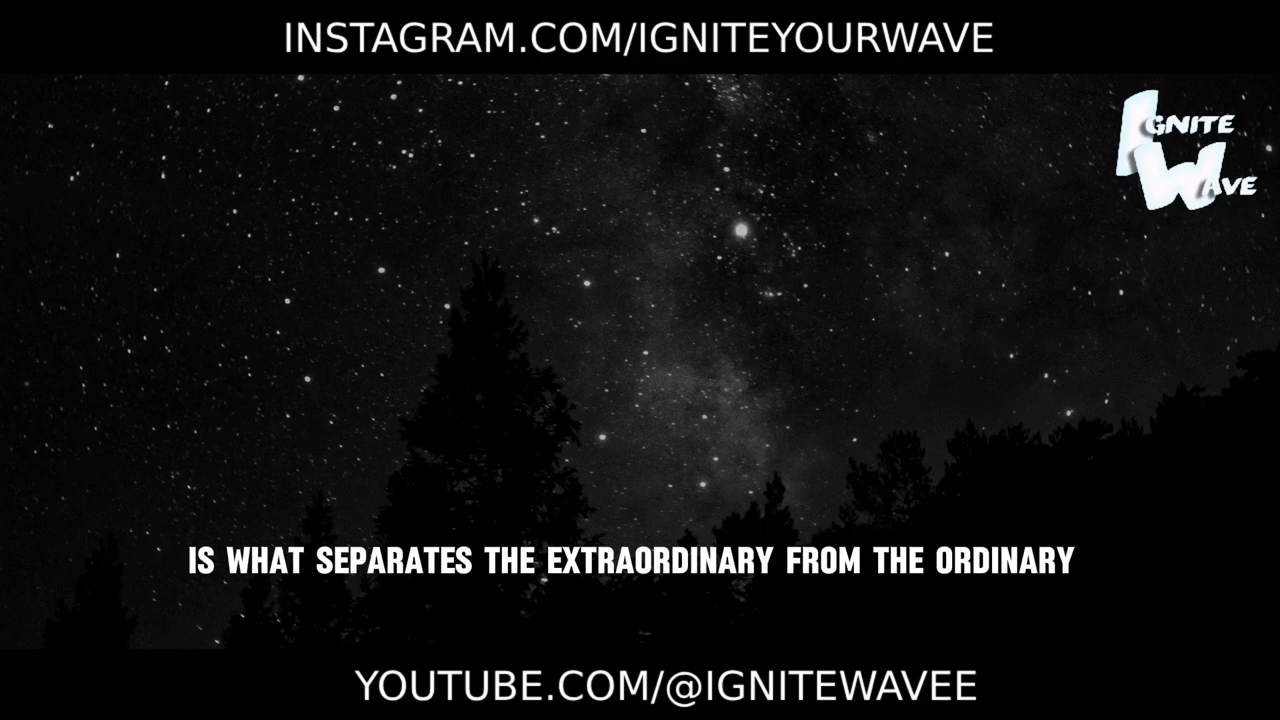 INSTAGRAM.COM/IGNITEYOURWAVE
IGNITE
WAVE
IS WHAT SEPARATES THE EXTRAORDINARY FROM THE ORDINARY
YOUTUBE.COM/@IGNITEWAVEE